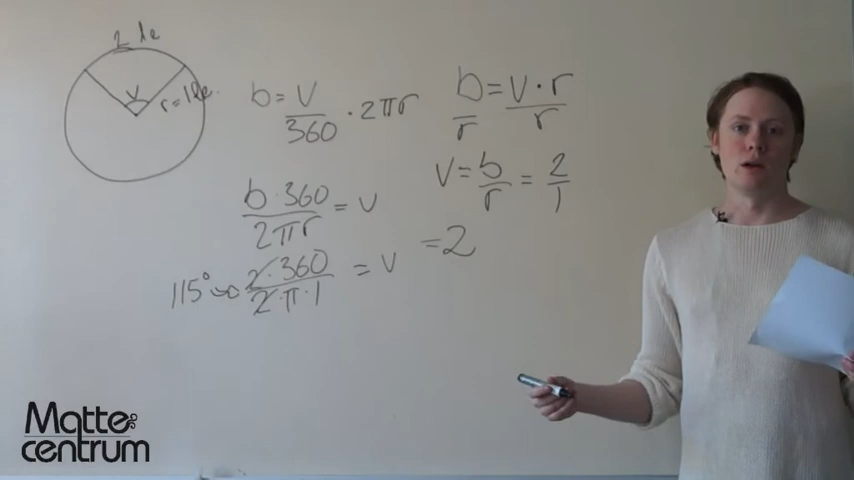 2 le
v
r=1le.
b = v/360 · 2πr
b·360/2πr = v
115° ∾ 2·360/2·π·1 = v
b/r = v·r/r
v = b/r = 2/1
= 2
Matte
centrum